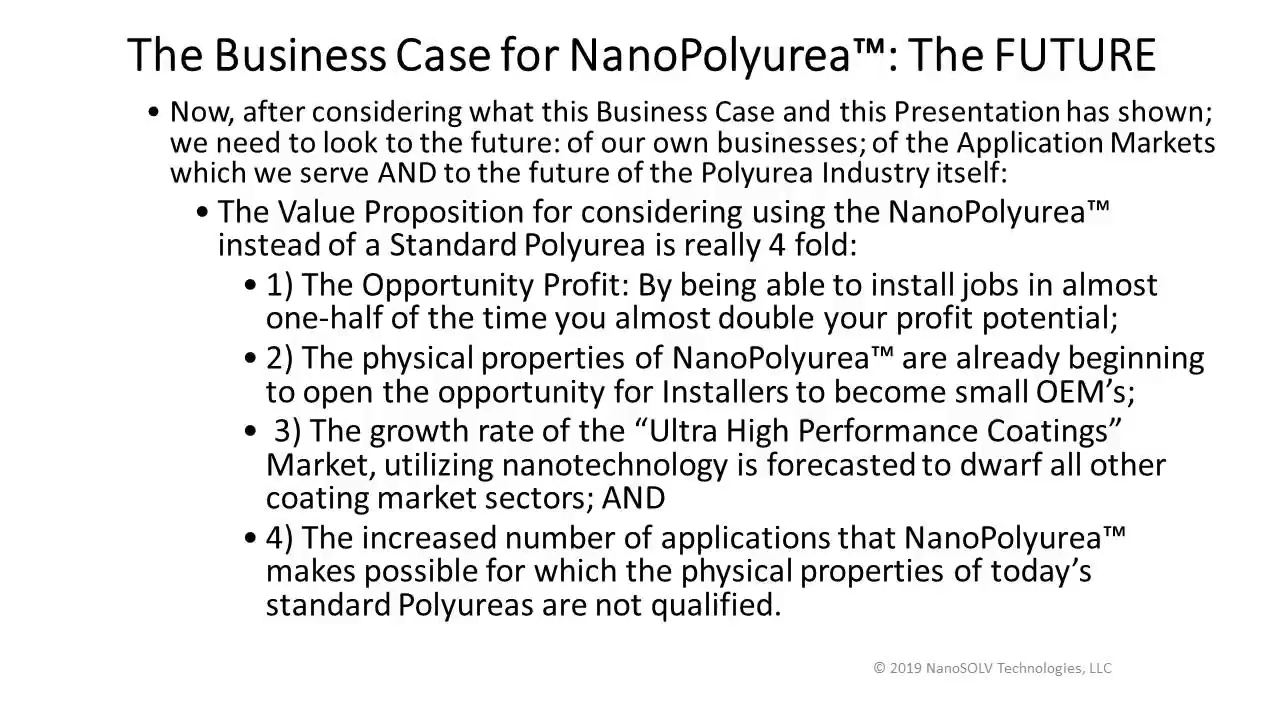 The Business Case for NanoPolyurea™: The FUTURE
• Now, after considering what this Business Case and this Presentation has shown;
we need to look to the future: of our own businesses; of the Application Markets
which we serve AND to the future of the Polyurea Industry itself:
• The Value Proposition for considering using the NanoPolyurea™
instead of a Standard Polyurea is really 4 fold:
• 1) The Opportunity Profit: By being able to install jobs in almost
one-half of the time you almost double your profit potential;
• 2) The physical properties of NanoPolyurea™ are already beginning
to open the opportunity for Installers to become small OEM’s;
• 3) The growth rate of the “Ultra High Performance Coatings”
Market, utilizing nanotechnology is forecasted to dwarf all other
coating market sectors; AND
• 4) The increased number of applications that NanoPolyurea™
makes possible for which the physical properties of today’s
standard Polyureas are not qualified.
© 2019 NanoSOLV Technologies, LLC